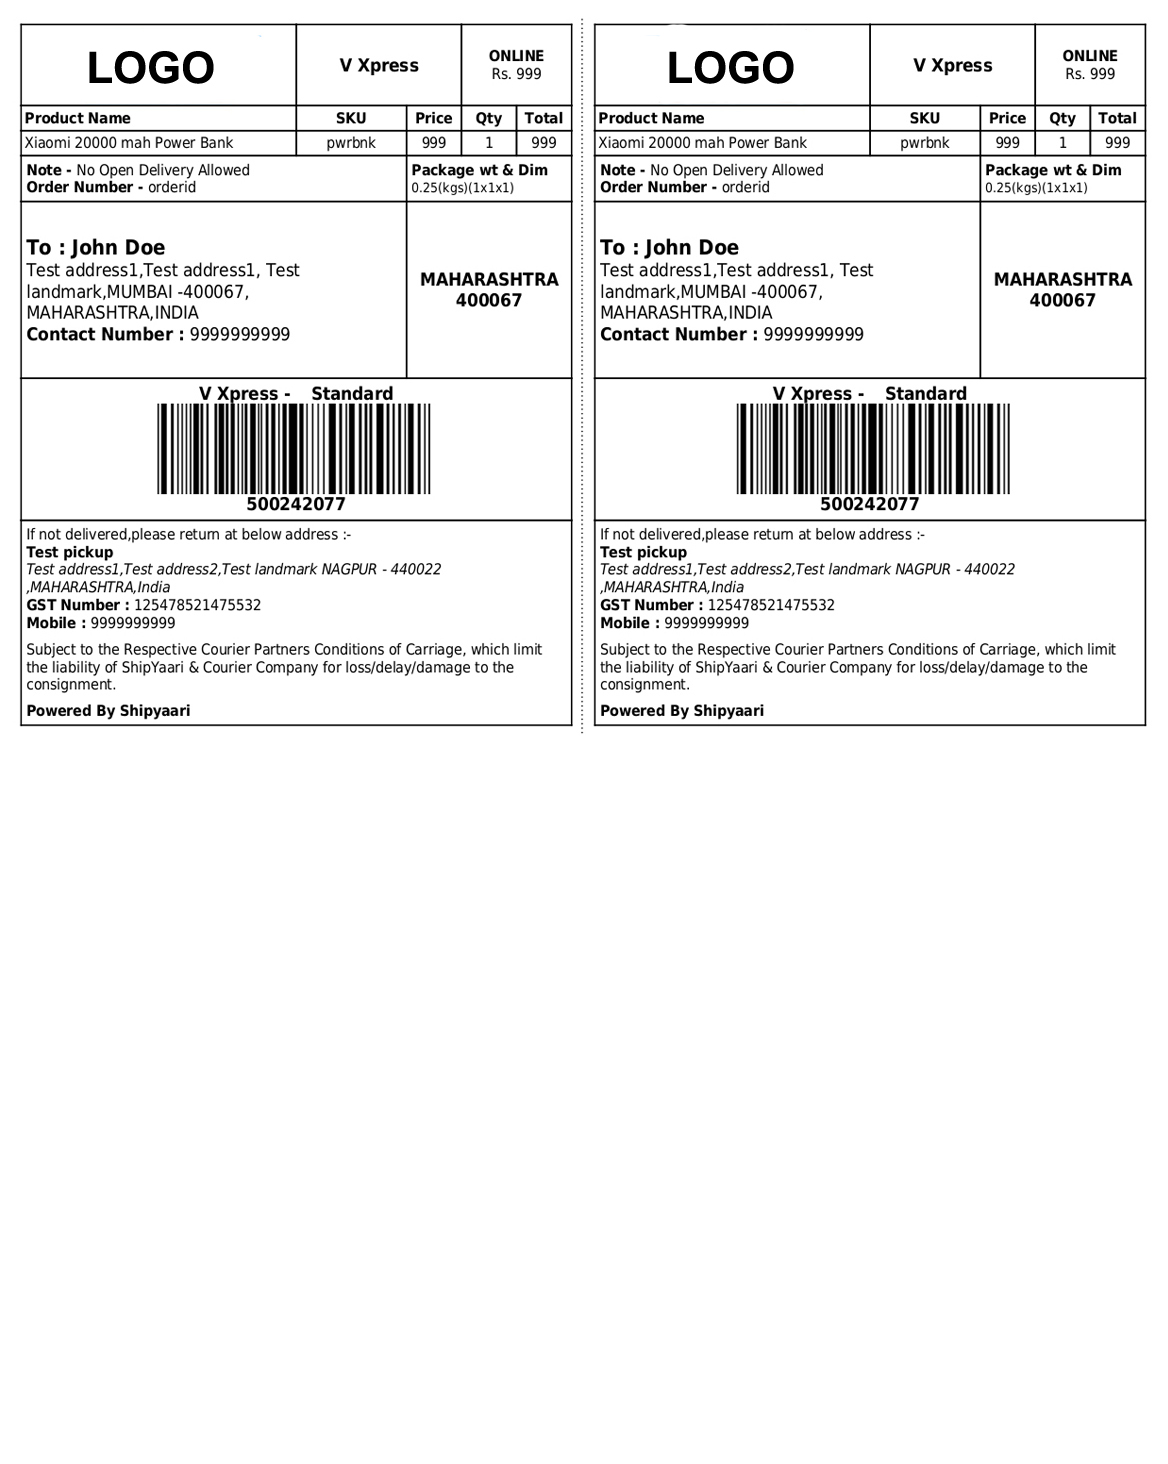 LOGO
V Xpress
ONLINE
Rs. 999
Product Name SKU Price Qty Total
Xiaomi 20000 mah Power Bank pwrbnk 999 1 999
Note - No Open Delivery Allowed
Order Number - orderid
Package wt & Dim
0.25(kgs)(1x1x1)
To : John Doe
Test address1,Test address1, Test
landmark,MUMBAI -400067,
MAHARASHTRA,INDIA
Contact Number : 9999999999
MAHARASHTRA
400067
V Xpress - Standard
500242077
If not delivered,please return at below address :-
Test pickup
Test address1,Test address2,Test landmark NAGPUR - 440022
,MAHARASHTRA,India
GST Number : 125478521475532
Mobile : 9999999999
Subject to the Respective Courier Partners Conditions of Carriage, which limit
the liability of ShipYaari & Courier Company for loss/delay/damage to the
consignment.
Powered By Shipyaari
LOGO
V Xpress
ONLINE
Rs. 999
Product Name SKU Price Qty Total
Xiaomi 20000 mah Power Bank pwrbnk 999 1 999
Note - No Open Delivery Allowed
Order Number - orderid
Package wt & Dim
0.25(kgs)(1x1x1)
To : John Doe
Test address1,Test address1, Test
landmark,MUMBAI -400067,
MAHARASHTRA,INDIA
Contact Number : 9999999999
MAHARASHTRA
400067
V Xpress - Standard
500242077
If not delivered,please return at below address :-
Test pickup
Test address1,Test address2,Test landmark NAGPUR - 440022
,MAHARASHTRA,India
GST Number : 125478521475532
Mobile : 9999999999
Subject to the Respective Courier Partners Conditions of Carriage, which limit
the liability of ShipYaari & Courier Company for loss/delay/damage to the
consignment.
Powered By Shipyaari